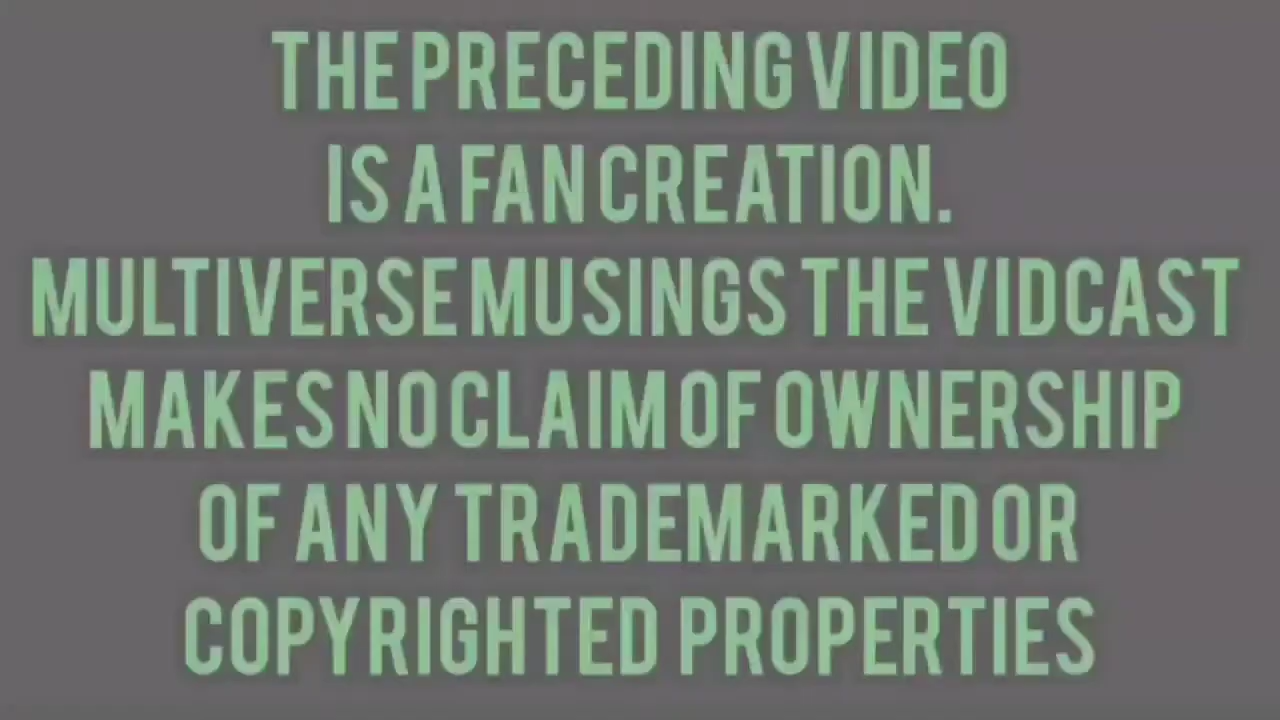 THE PRECEDING VIDEO
IS A FAN CREATION.
MULTIVERSE MUSINGS THE VIDCAST
MAKES NO CLAIM OF OWNERSHIP
OF ANY TRADEMARKED OR
COPYRIGHTED PROPERTIES